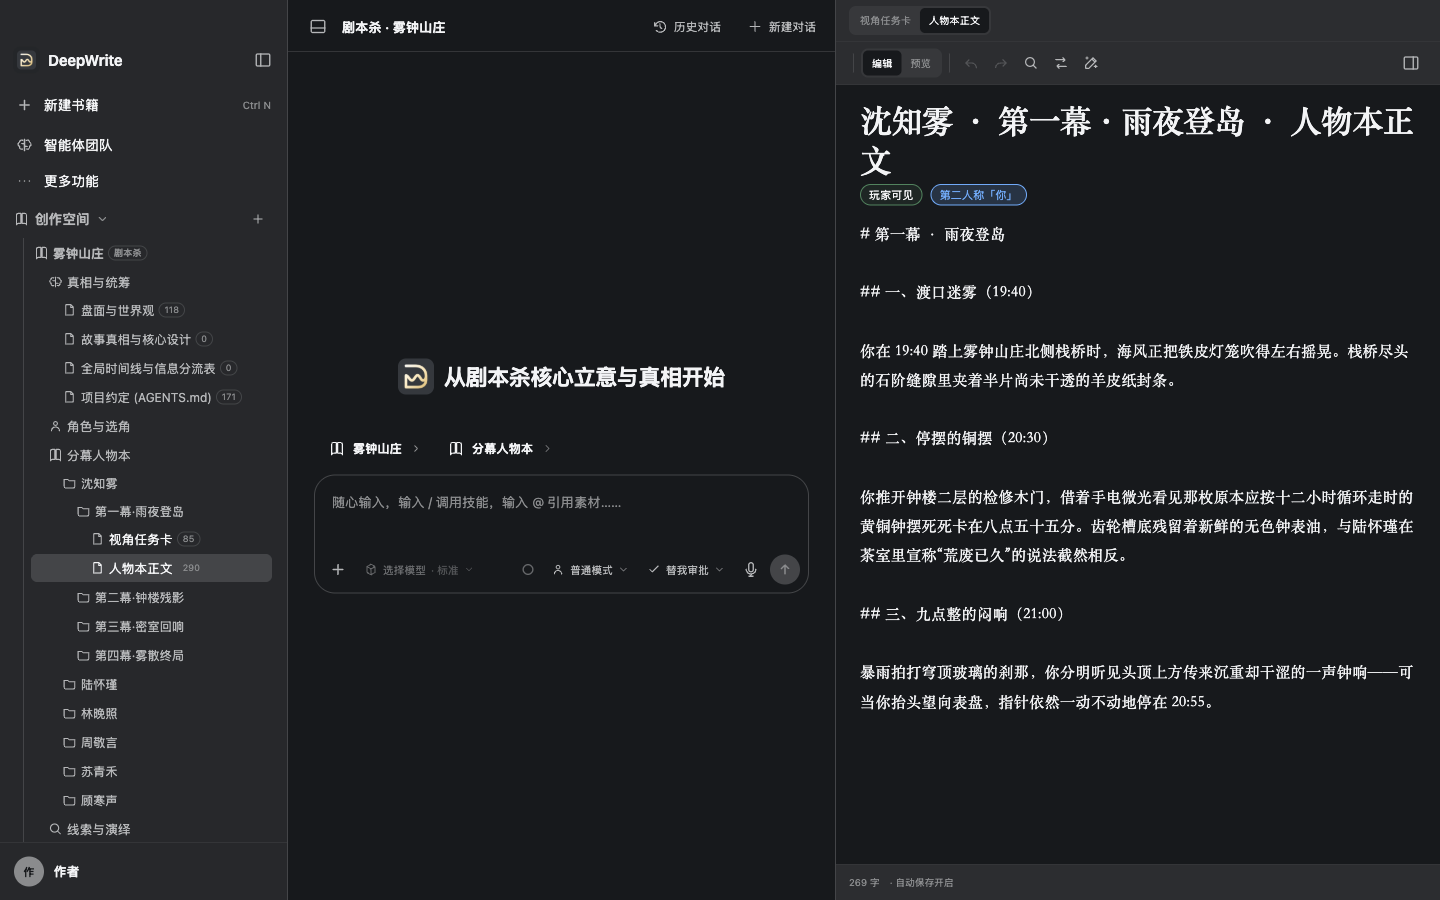 DeepWrite
新建书籍 Ctrl N
智能体团队
更多功能
创作空间
雾钟山庄 剧本杀
真相与统筹
盘面与世界观 118
故事真相与核心设计 0
全局时间线与信息分流表 0
项目约定 (AGENTS.md) 171
角色与选角
分幕人物本
沈知雾
第一幕·雨夜登岛
视角任务卡 85
人物本正文 290
第二幕·钟楼残影
第三幕·密室回响
第四幕·雾散终局
陆怀瑾
林晚照
周敬言
苏青禾
顾寒声
线索与演绎
作 作者
剧本杀 · 雾钟山庄 历史对话 新建对话
从剧本杀核心立意与真相开始
雾钟山庄 分幕人物本
随心输入，输入 / 调用技能，输入 @ 引用素材……
选择模型 · 标准 普通模式 替我审批
视角任务卡 人物本正文
编辑 预览
沈知雾 · 第一幕·雨夜登岛 · 人物本正
文
玩家可见 第二人称「你」
# 第一幕 · 雨夜登岛
## 一、渡口迷雾（19:40）
你在 19:40 踏上雾钟山庄北侧栈桥时，海风正把铁皮灯笼吹得左右摇晃。栈桥尽头
的石阶缝隙里夹着半片尚未干透的羊皮纸封条。
## 二、停摆的铜摆（20:30）
你推开钟楼二层的检修木门，借着手电微光看见那枚原本应按十二小时循环走时的
黄铜钟摆死死卡在八点五十五分。齿轮槽底残留着新鲜的无色钟表油，与陆怀瑾在
茶室里宣称“荒废已久”的说法截然相反。
## 三、九点整的闷响（21:00）
暴雨拍打穹顶玻璃的刹那，你分明听见头顶上方传来沉重却干涩的一声钟响——可
当你抬头望向表盘，指针依然一动不动地停在 20:55。
269 字 · 自动保存开启